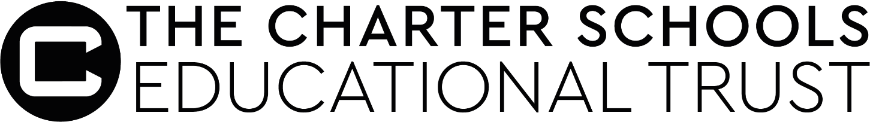 C THE CHARTER SCHOOLS
EDUCATIONAL TRUST